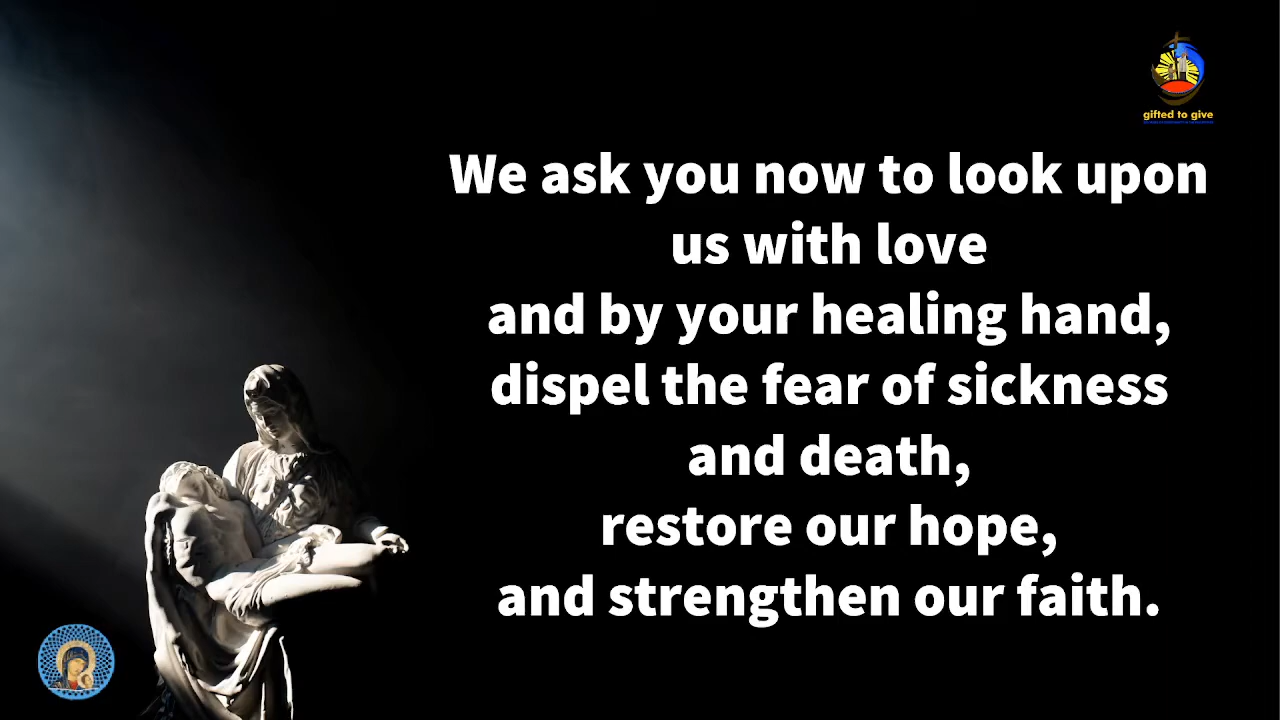 gifted to give
We ask you now to look upon
us with love
and by your healing hand,
dispel the fear of sickness
and death,
restore our hope,
and strengthen our faith.